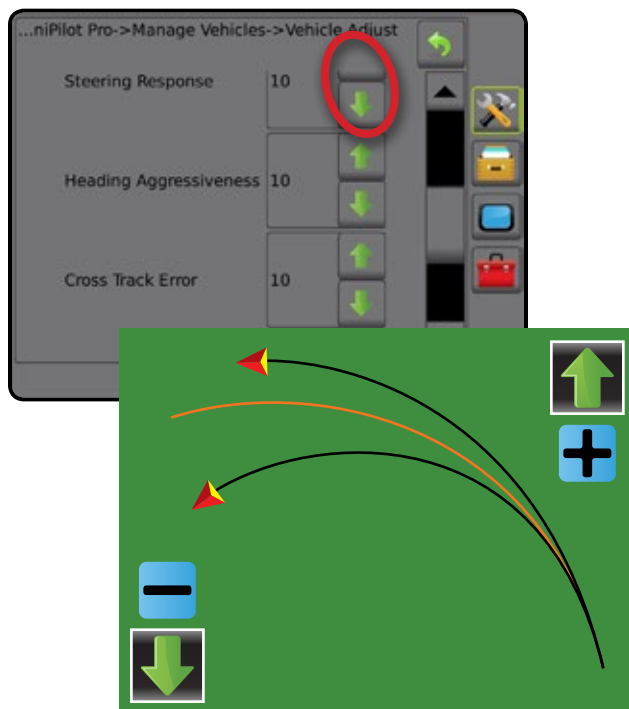 ...niPilot Pro->Manage Vehicles->Vehicle Adjust
Steering Response 10
Heading Aggressiveness 10
Cross Track Error 10